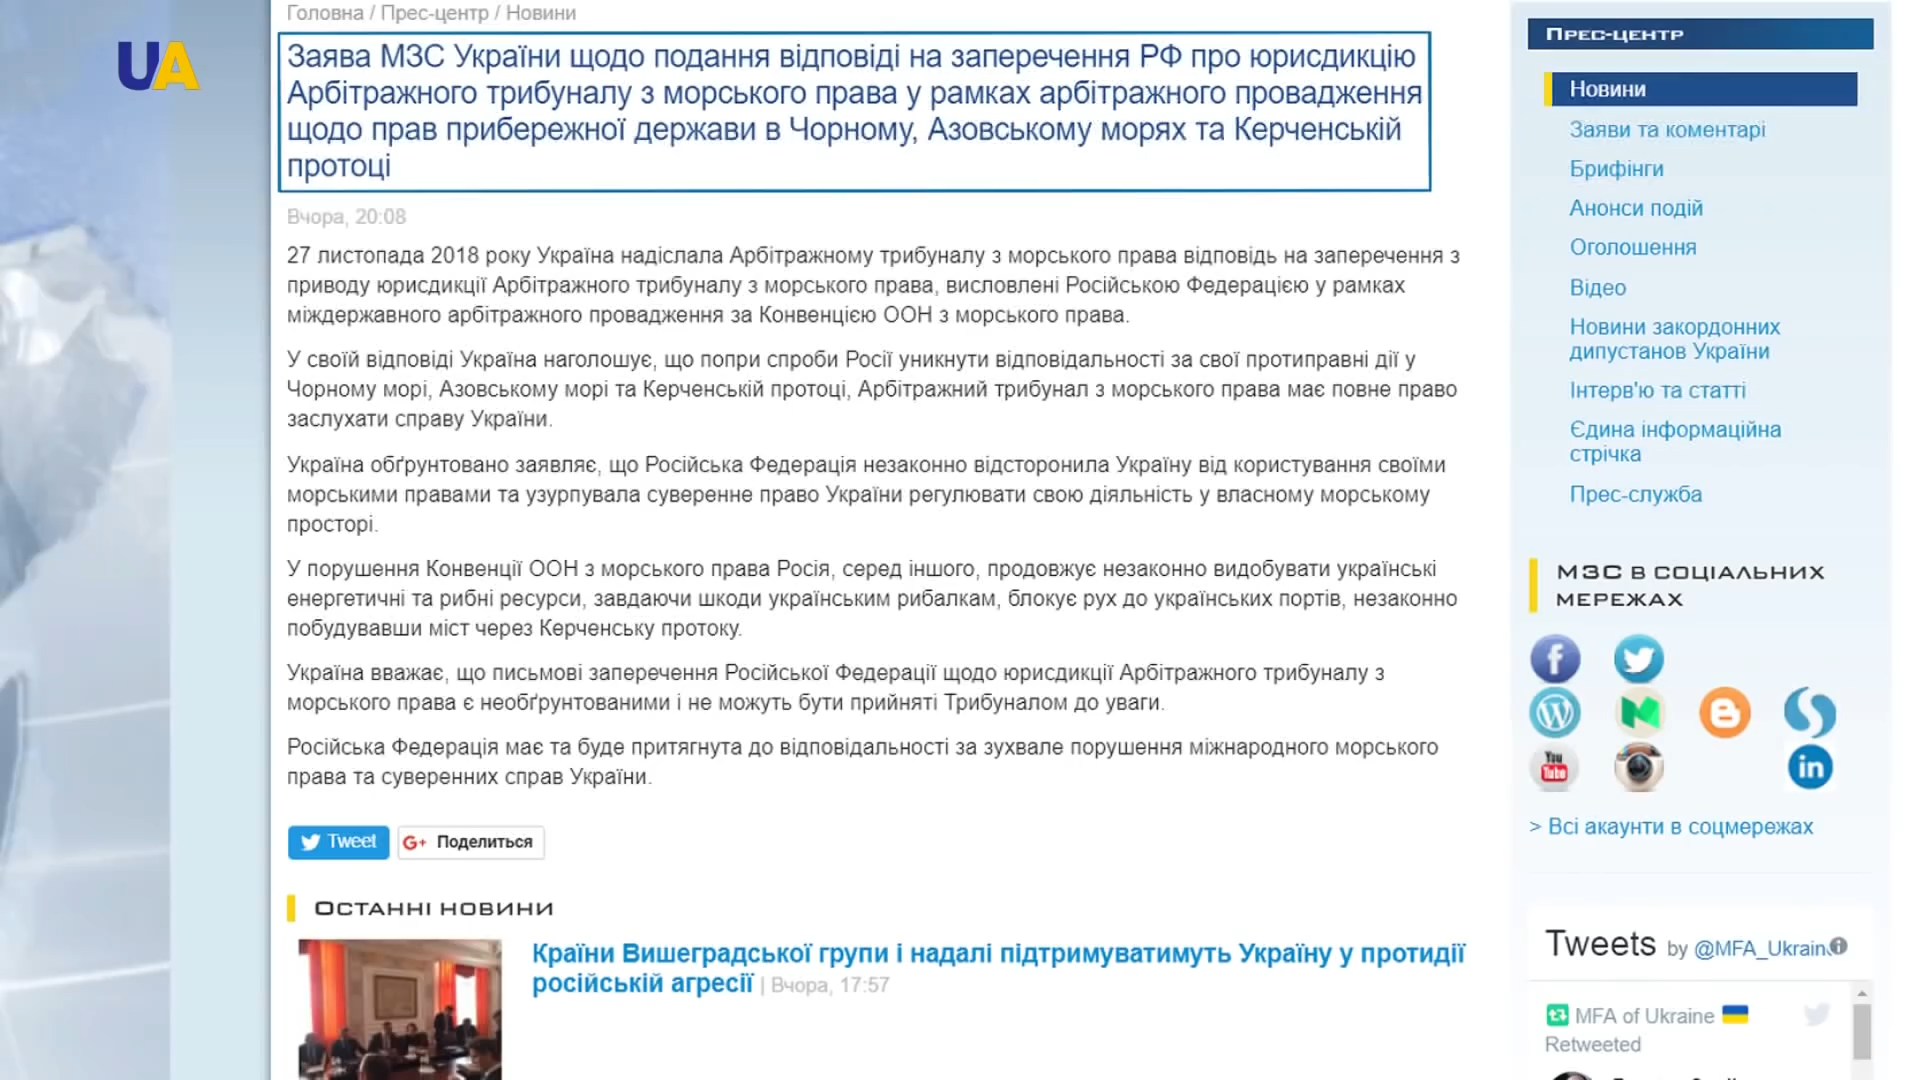 Головна / Прес-центр / Новини
UA
Заява МЗС України щодо подання відповіді на заперечення РФ про юрисдикцію
Арбітражного трибуналу з морського права у рамках арбітражного провадження
щодо прав прибережної держави в Чорному, Азовському морях та Керченській
протоці
Вчора, 20:08
27 листопада 2018 року Україна надіслала Арбітражному трибуналу з морського права відповідь на заперечення з
приводу юрисдикції Арбітражного трибуналу з морського права, висловлені Російською Федерацією у рамках
міждержавного арбітражного провадження за Конвенцією ООН з морського права.
У своїй відповіді Україна наголошує, що попри спроби Росії уникнути відповідальності за свої протиправні дії у
Чорному морі, Азовському морі та Керченській протоці, Арбітражний трибунал з морського права має повне право
заслухати справу України.
Україна обґрунтовано заявляє, що Російська Федерація незаконно відсторонила Україну від користування своїми
морськими правами та узурпувала суверенне право України регулювати свою діяльність у власному морському
просторі.
У порушення Конвенції ООН з морського права Росія, серед іншого, продовжує незаконно видобувати українські
енергетичні та рибні ресурси, завдаючи шкоди українським рибалкам, блокує рух до українських портів, незаконно
побудувавши міст через Керченську протоку.
Україна вважає, що письмові заперечення Російської Федерації щодо юрисдикції Арбітражного трибуналу з
морського права є необґрунтованими і не можуть бути прийняті Трибуналом до уваги.
Російська Федерація має та буде притягнута до відповідальності за зухвале порушення міжнародного морського
права та суверенних справ України.
Tweet
G+ Поделиться
Останні новини
Країни Вишеградської групи і надалі підтримуватимуть Україну у протидії
російській агресії | Вчора, 17:57
Прес-центр
Новини
Заяви та коментарі
Брифінги
Анонси подій
Оголошення
Відео
Новини закордонних
дипустанов України
Інтерв'ю та статті
Єдина інформаційна
стрічка
Прес-служба
МЗС в соціальних
мережах
You
Tube
in
> Всі акаунти в соцмережах
Tweets by @MFA_Ukrain
MFA of Ukraine
Retweeted